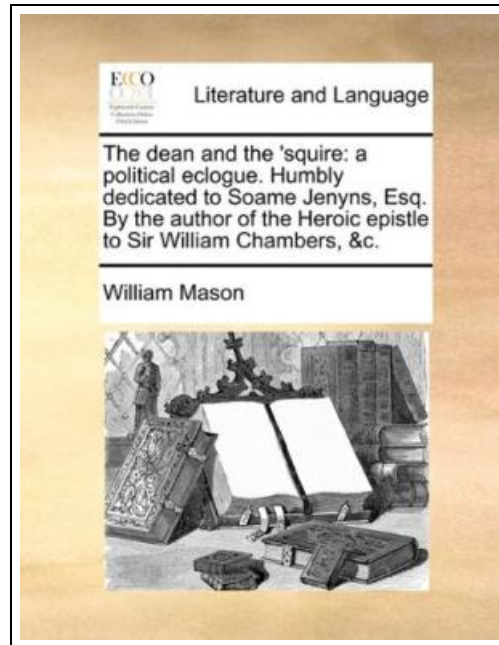 ECCO
Literature and Language
The dean and the 'squire: a
political eclogue. Humbly
dedicated to Soame Jenyns, Esq.
By the author of the Heroic epistle
to Sir William Chambers, &c.
William Mason